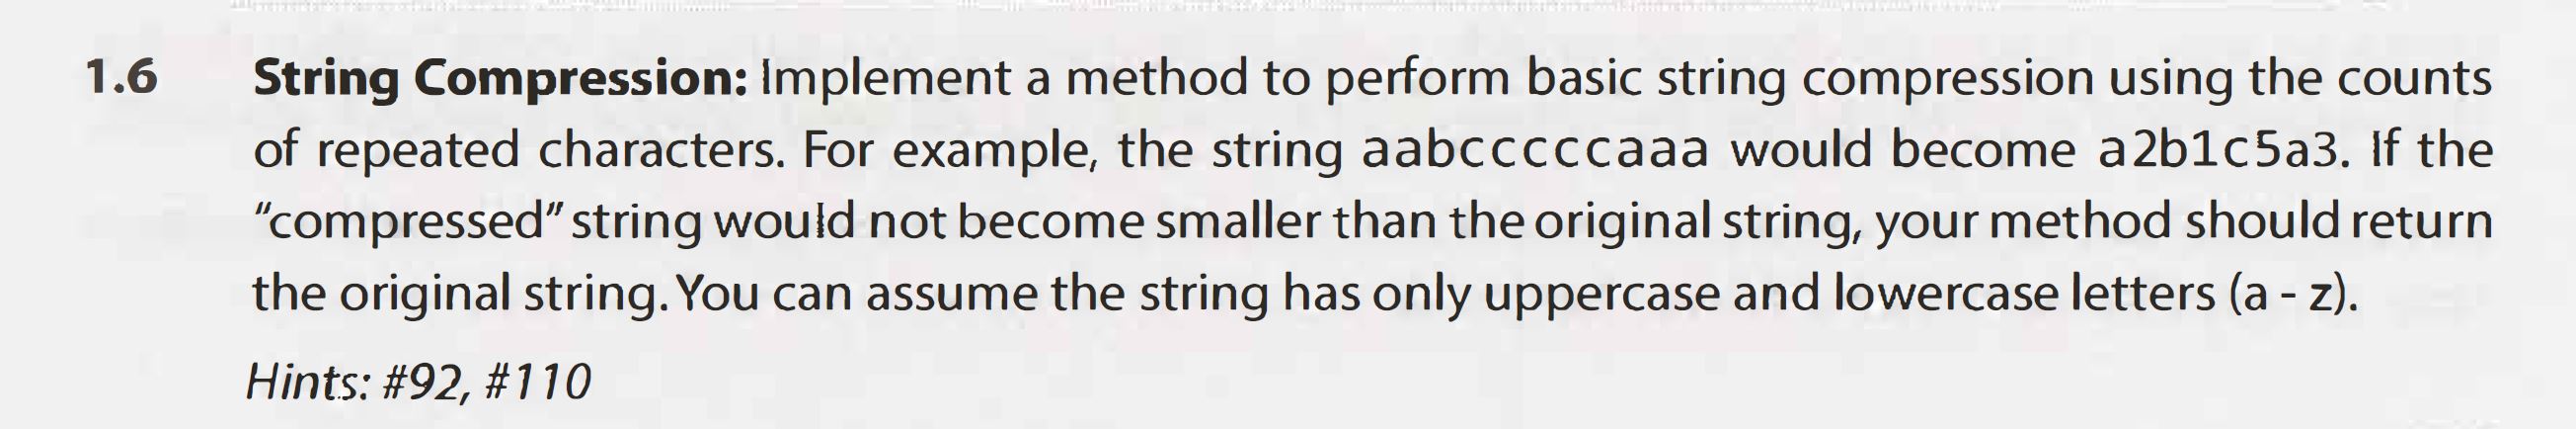 1.6 String Compression: Implement a method to perform basic string compression using the counts
of repeated characters. For example, the string aabcccccaaa would become a2b1c5a3. If the
“compressed” string would not become smaller than the original string, your method should return
the original string. You can assume the string has only uppercase and lowercase letters (a - z).
Hints: #92, #110